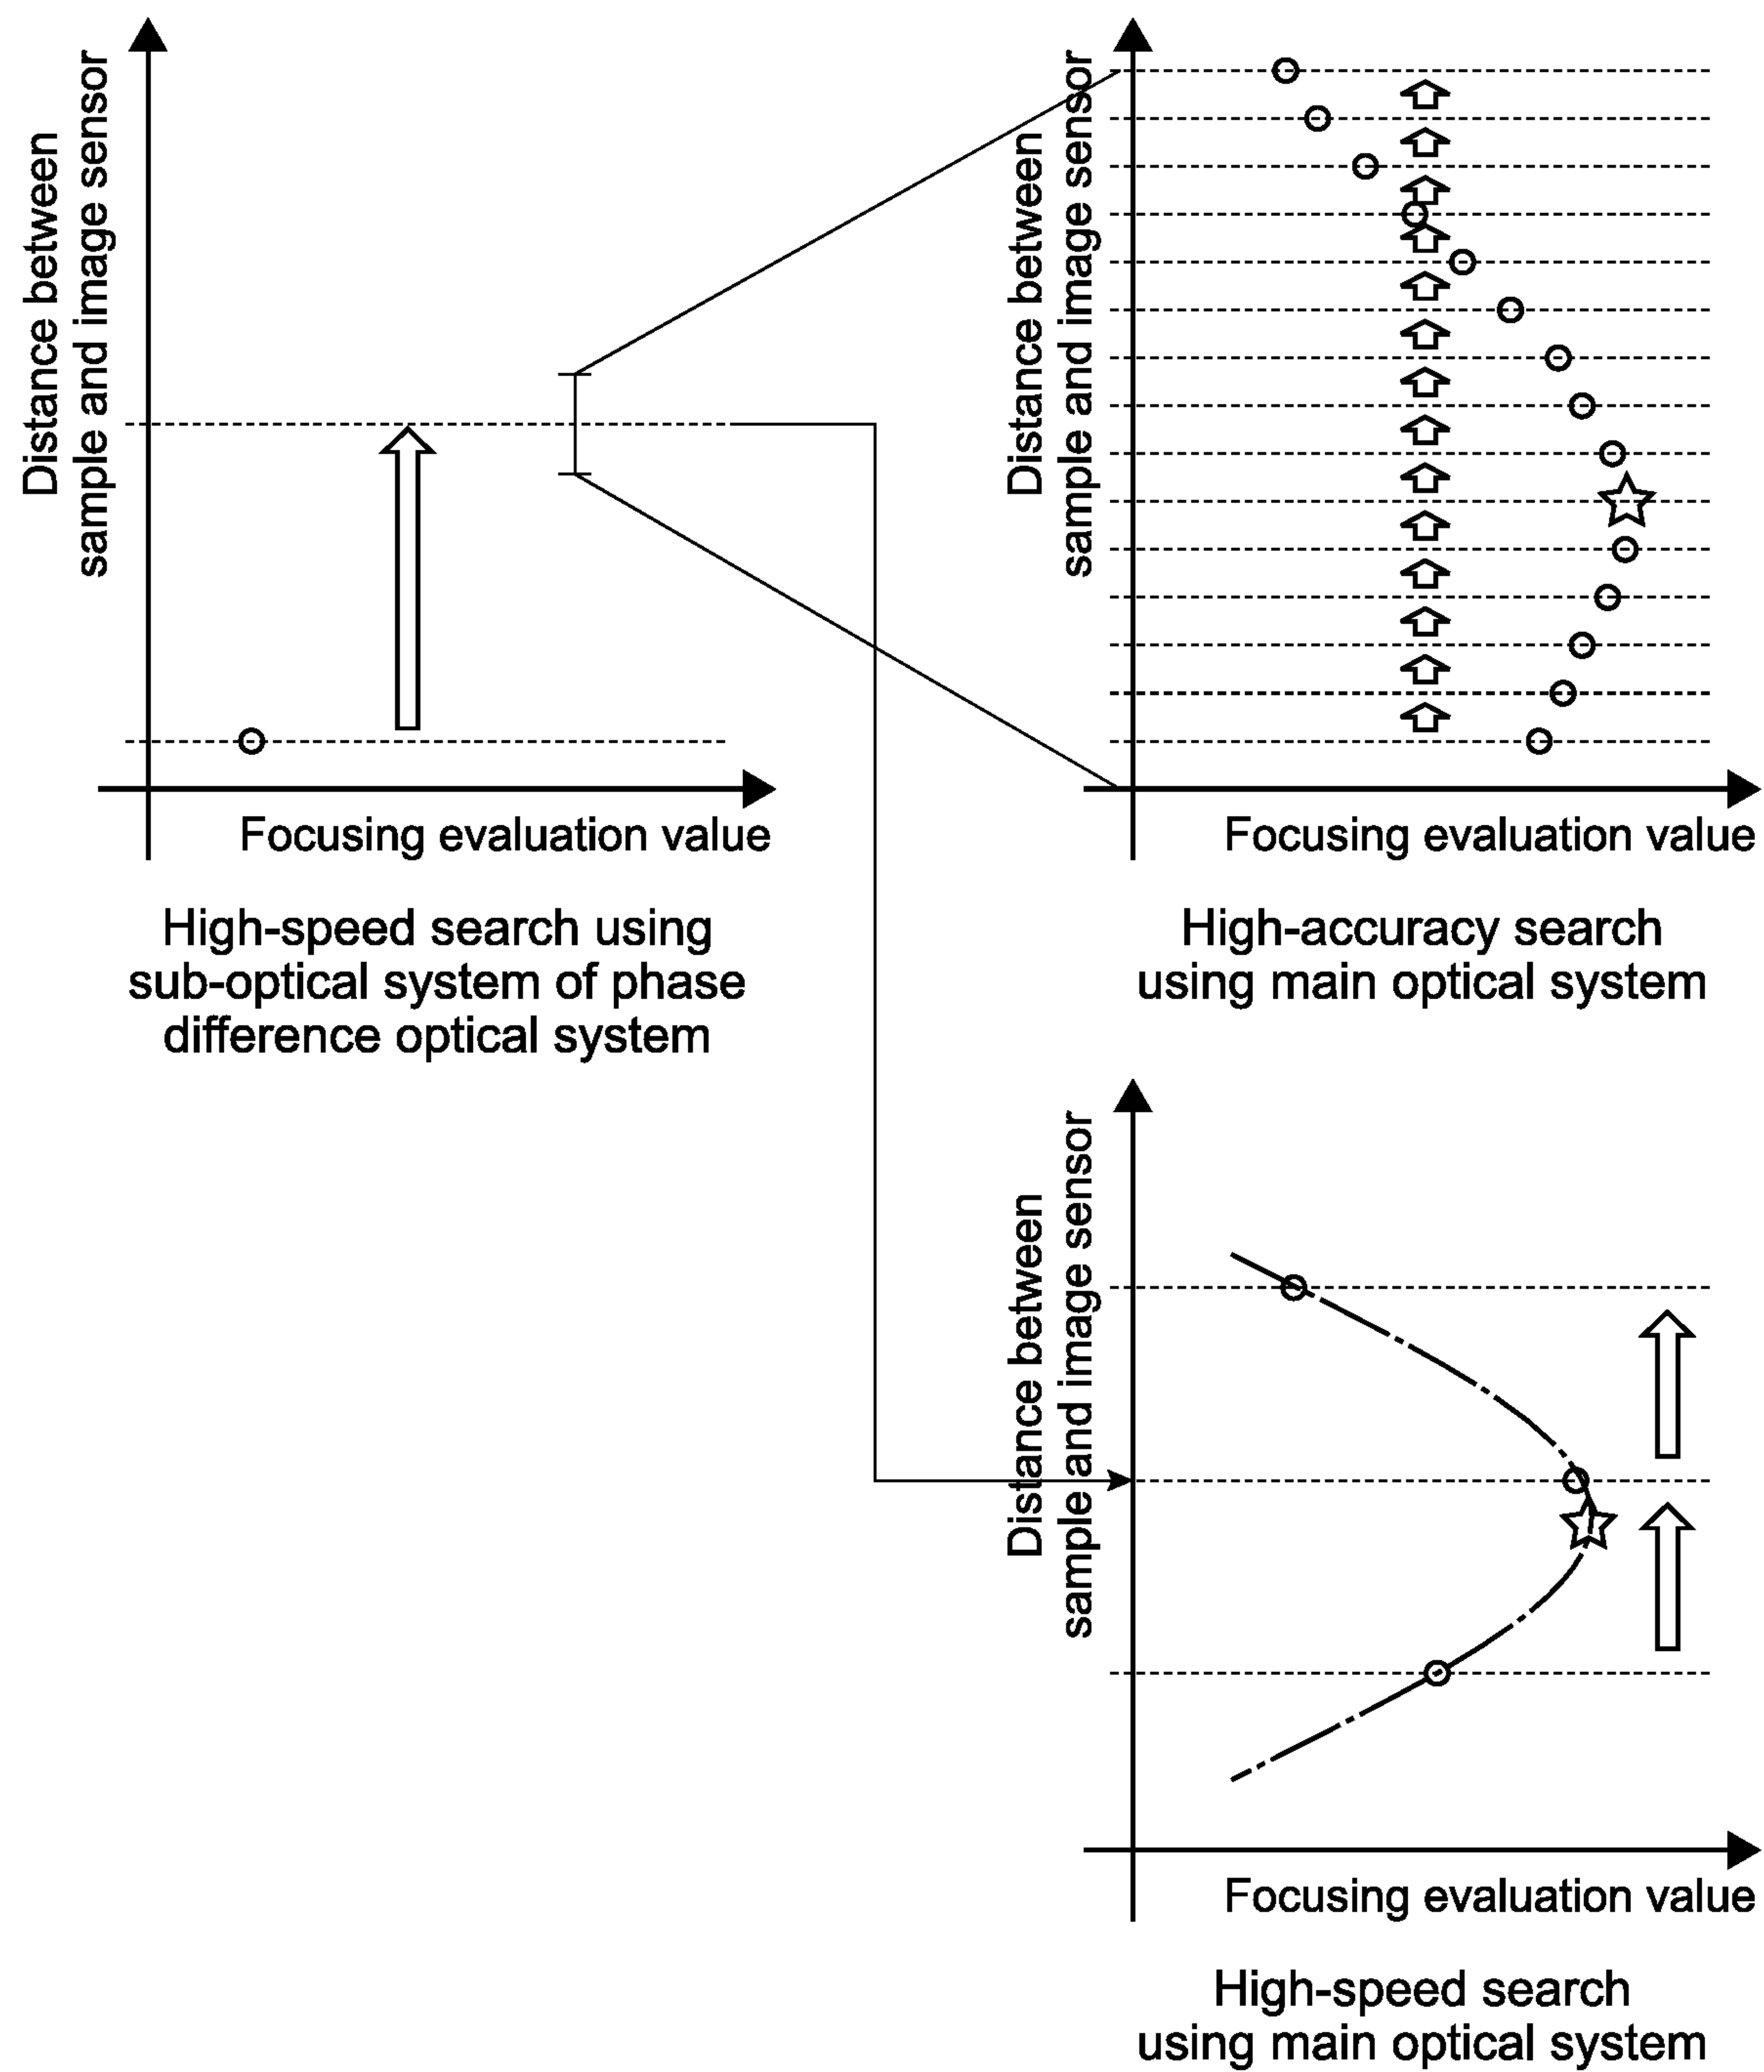 Distance between
sample and image sensor
Focusing evaluation value
High-speed search using
sub-optical system of phase
difference optical system
Distance between
sample and image sensor
Focusing evaluation value
High-accuracy search
using main optical system
Distance between
sample and image sensor
Focusing evaluation value
High-speed search
using main optical system